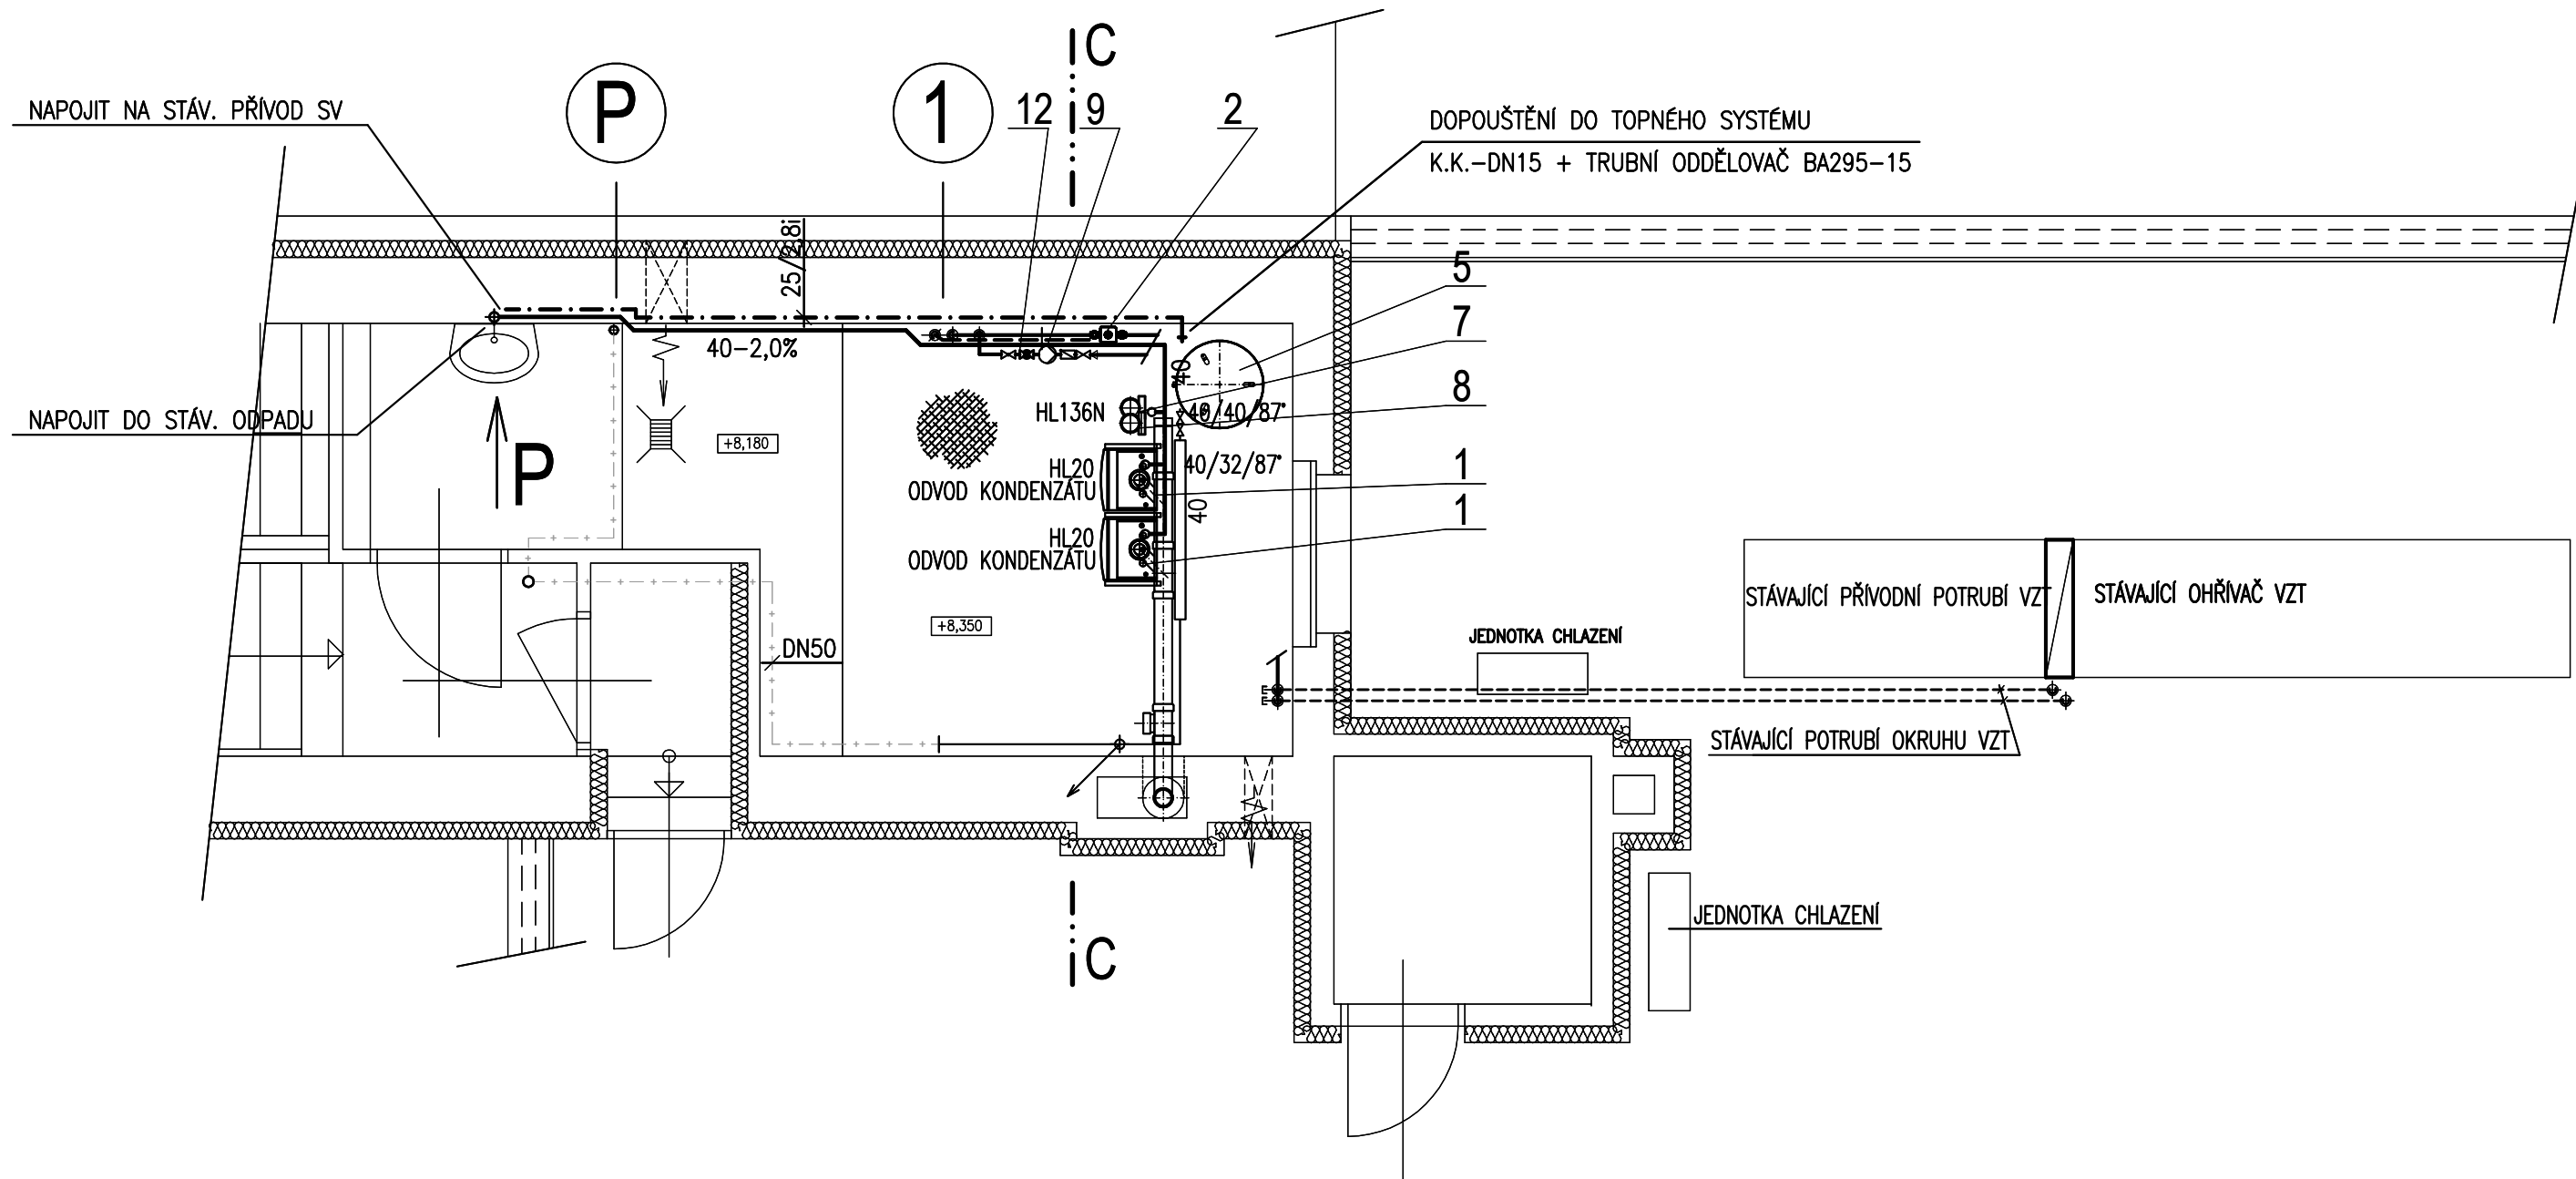 C
NAPOJIT NA STÁV. PŘÍVOD SV
P
1
12
9
2
DOPOUŠTĚNÍ DO TOPNÉHO SYSTÉMU
K.K.-DN15 + TRUBNÍ ODDĚLOVAČ BA295-15
25/2,8i
5
7
40-2,0%
40
8
NAPOJIT DO STÁV. ODPADU
HL136N
40/40/87°
+8,180
P
HL20
ODVOD KONDENZÁTU
40/32/87°
1
40
1
HL20
ODVOD KONDENZÁTU
STÁVAJÍCÍ PŘÍVODNÍ POTRUBÍ VZT
STÁVAJÍCÍ OHŘÍVAČ VZT
+8,350
JEDNOTKA CHLAZENÍ
DN50
STÁVAJÍCÍ POTRUBÍ OKRUHU VZT
JEDNOTKA CHLAZENÍ
C